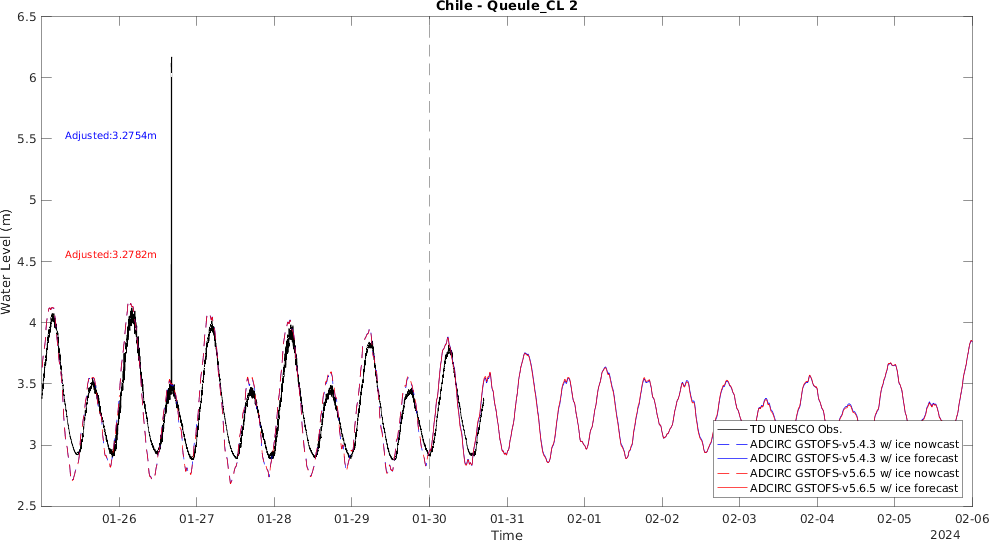 Chile - Queule_CL 2
6.5
6
5.5
5
4.5
4
3.5
3
2.5
Water Level (m)
Adjusted:3.2754m
Adjusted:3.2782m
TD UNESCO Obs.
ADCIRC GSTOFS-v5.4.3 w/ ice nowcast
ADCIRC GSTOFS-v5.4.3 w/ ice forecast
ADCIRC GSTOFS-v5.6.5 w/ ice nowcast
ADCIRC GSTOFS-v5.6.5 w/ ice forecast
01-26 01-27 01-28 01-29 01-30 01-31 02-01 02-02 02-03 02-04 02-05 02-06
Time
2024